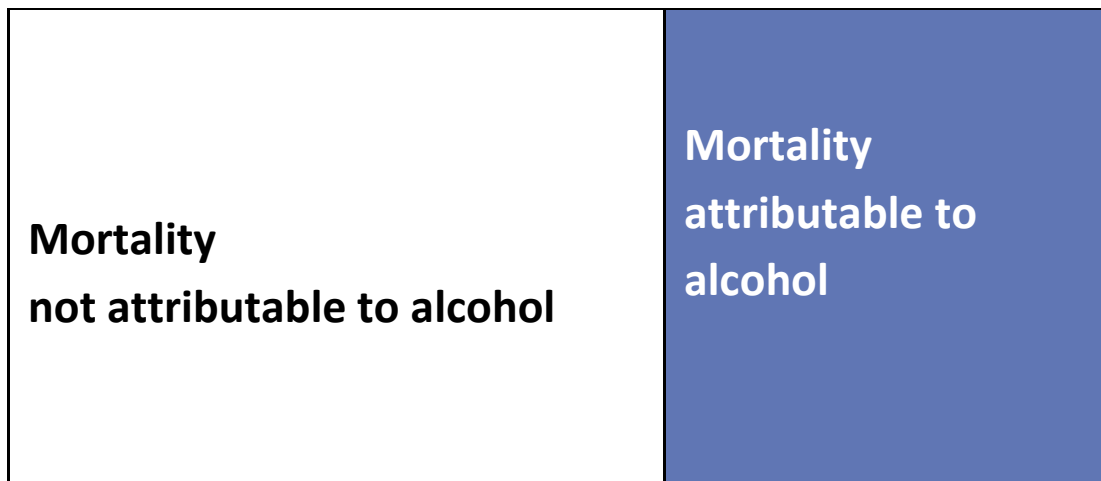 Mortality
not attributable to alcohol
Mortality
attributable to
alcohol